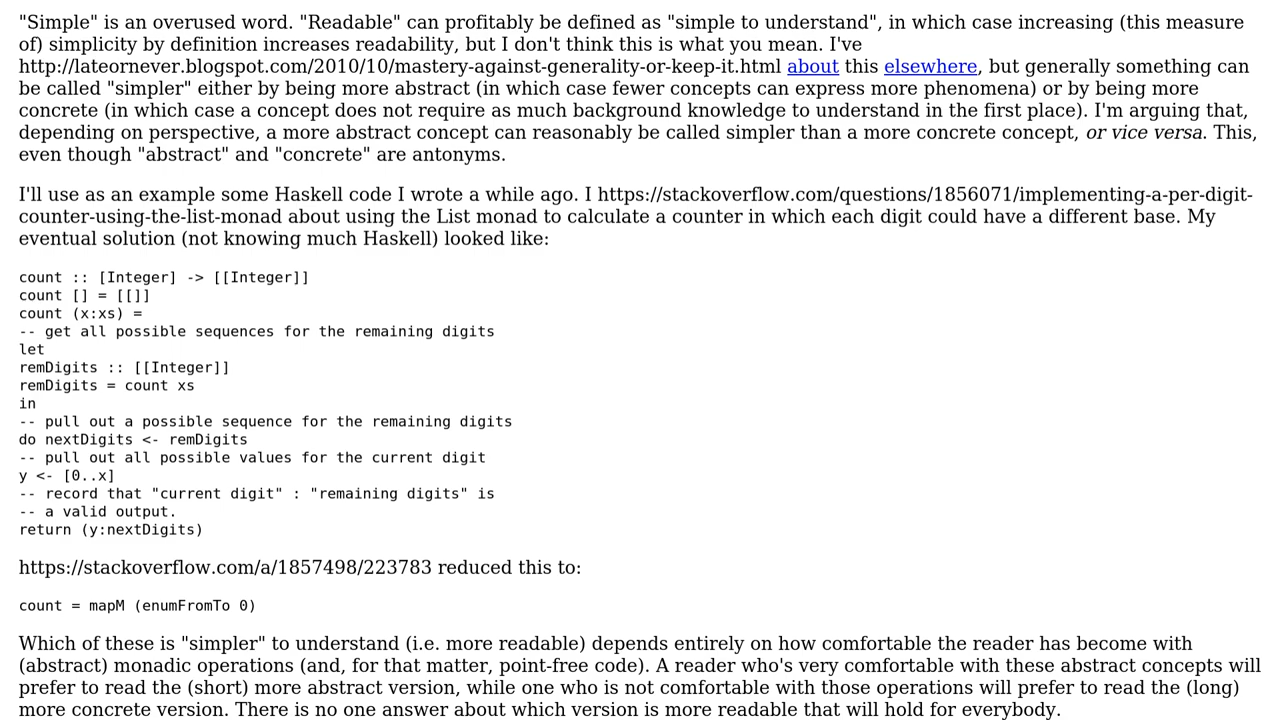 "Simple" is an overused word. "Readable" can profitably be defined as "simple to understand", in which case increasing (this measure
of) simplicity by definition increases readability, but I don't think this is what you mean. I've
http://lateornever.blogspot.com/2010/10/mastery-against-generality-or-keep-it.html about this elsewhere, but generally something can
be called "simpler" either by being more abstract (in which case fewer concepts can express more phenomena) or by being more
concrete (in which case a concept does not require as much background knowledge to understand in the first place). I'm arguing that,
depending on perspective, a more abstract concept can reasonably be called simpler than a more concrete concept, or vice versa. This,
even though "abstract" and "concrete" are antonyms.
I'll use as an example some Haskell code I wrote a while ago. I https://stackoverflow.com/questions/1856071/implementing-a-per-digit-
counter-using-the-list-monad about using the List monad to calculate a counter in which each digit could have a different base. My
eventual solution (not knowing much Haskell) looked like:
count :: [Integer] -> [[Integer]]
count [] = [[]]
count (x:xs) =
-- get all possible sequences for the remaining digits
let
remDigits :: [[Integer]]
remDigits = count xs
in
-- pull out a possible sequence for the remaining digits
do nextDigits <- remDigits
-- pull out all possible values for the current digit
y <- [0..x]
-- record that "current digit" : "remaining digits" is
-- a valid output.
return (y:nextDigits)
https://stackoverflow.com/a/1857498/223783 reduced this to:
count = mapM (enumFromTo 0)
Which of these is "simpler" to understand (i.e. more readable) depends entirely on how comfortable the reader has become with
(abstract) monadic operations (and, for that matter, point-free code). A reader who's very comfortable with these abstract concepts will
prefer to read the (short) more abstract version, while one who is not comfortable with those operations will prefer to read the (long)
more concrete version. There is no one answer about which version is more readable that will hold for everybody.